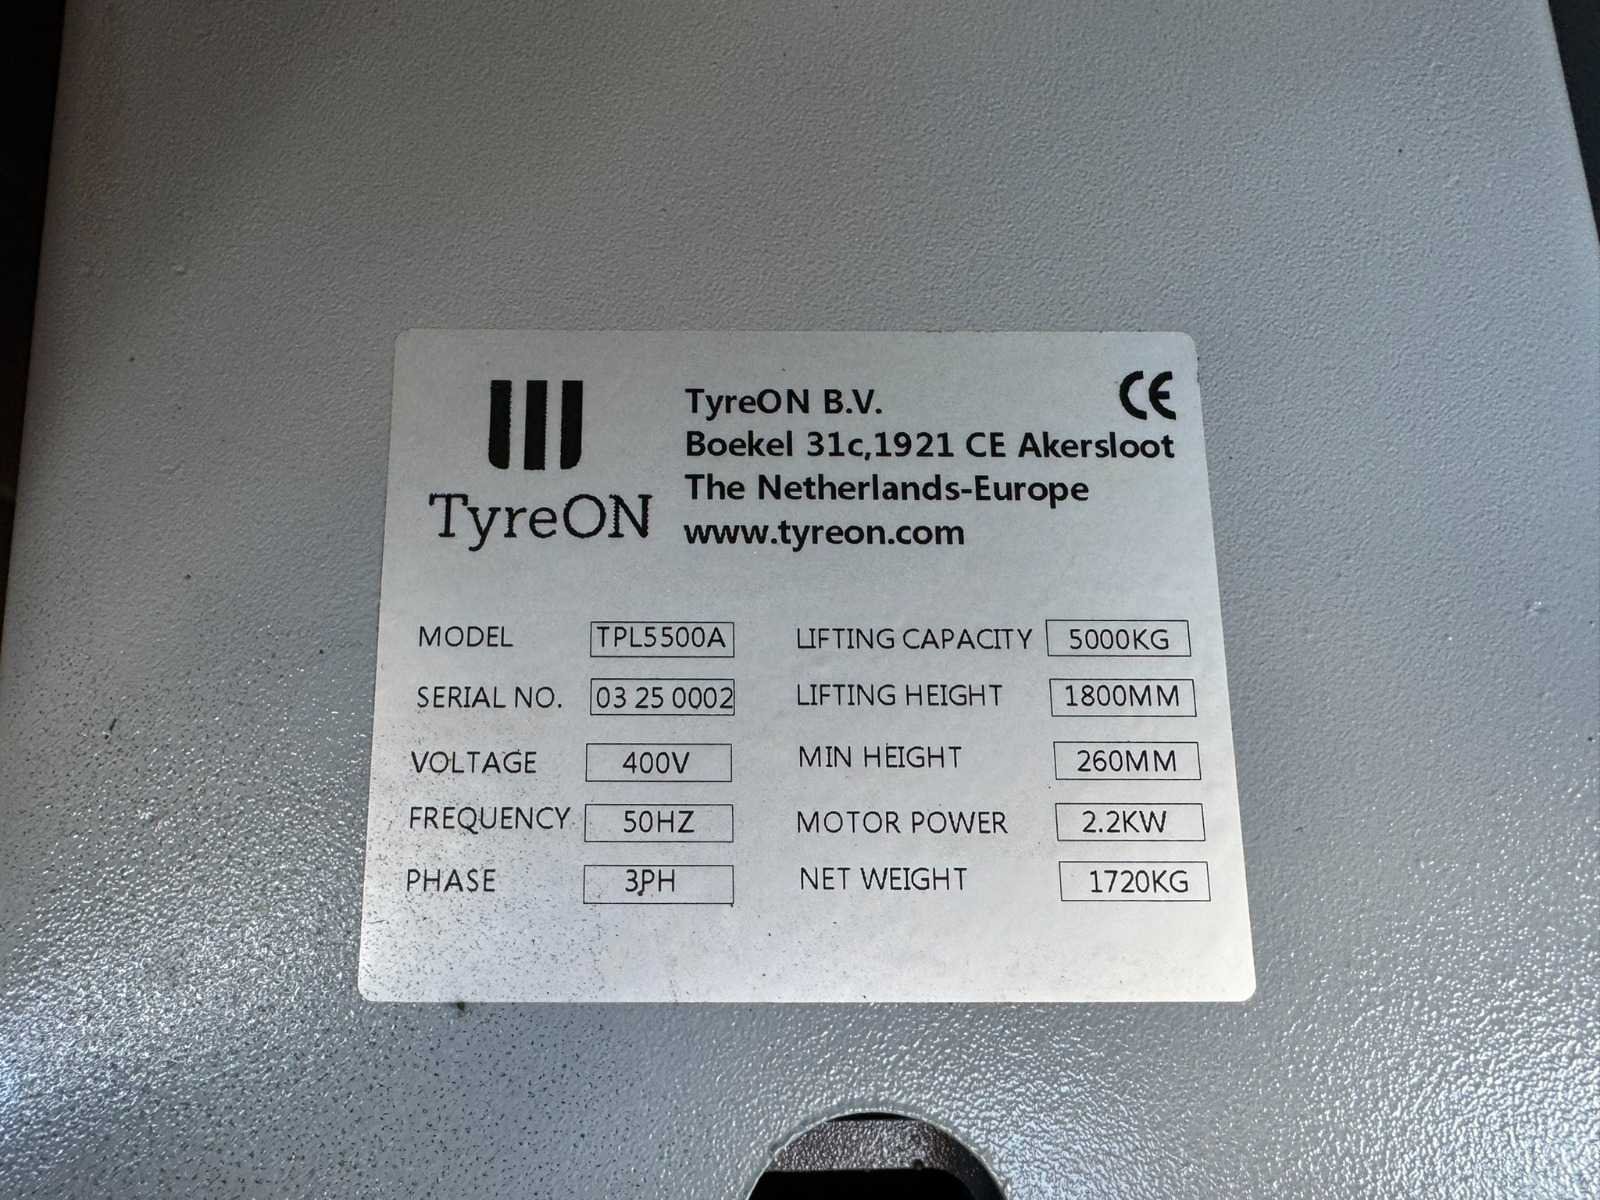 TyreON
TyreON B.V.
CE
Boekel 31c,1921 CE Akersloot
The Netherlands-Europe
www.tyreon.com
MODEL TPL5500A LIFTING CAPACITY 5000KG
SERIAL NO. 03 25 0002 LIFTING HEIGHT 1800MM
VOLTAGE 400V MIN HEIGHT 260MM
FREQUENCY 50HZ MOTOR POWER 2.2KW
PHASE 3PH NET WEIGHT 1720KG